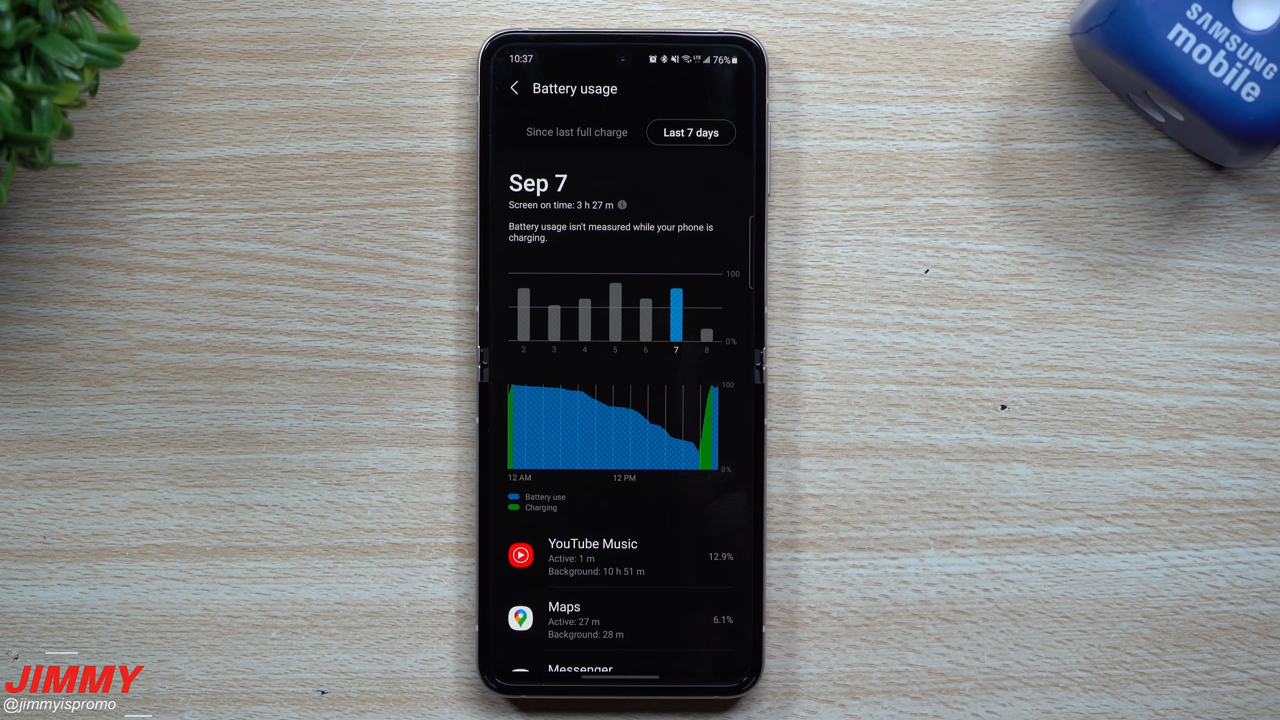 SAMSUNG
mobile
10:37
LTE
76%
Battery usage
Since last full charge
Last 7 days
Sep 7
Screen on time: 3 h 27 m
Battery usage isn't measured while your phone is
charging.
100
0%
2 3 4 5 6 7 8
100
0%
12 AM 12 PM
Battery use
Charging
YouTube Music
Active: 1 m
Background: 10 h 51 m
12.9%
Maps
Active: 27 m
Background: 28 m
6.1%
Messenger
JIMMY
@jimmyispromo